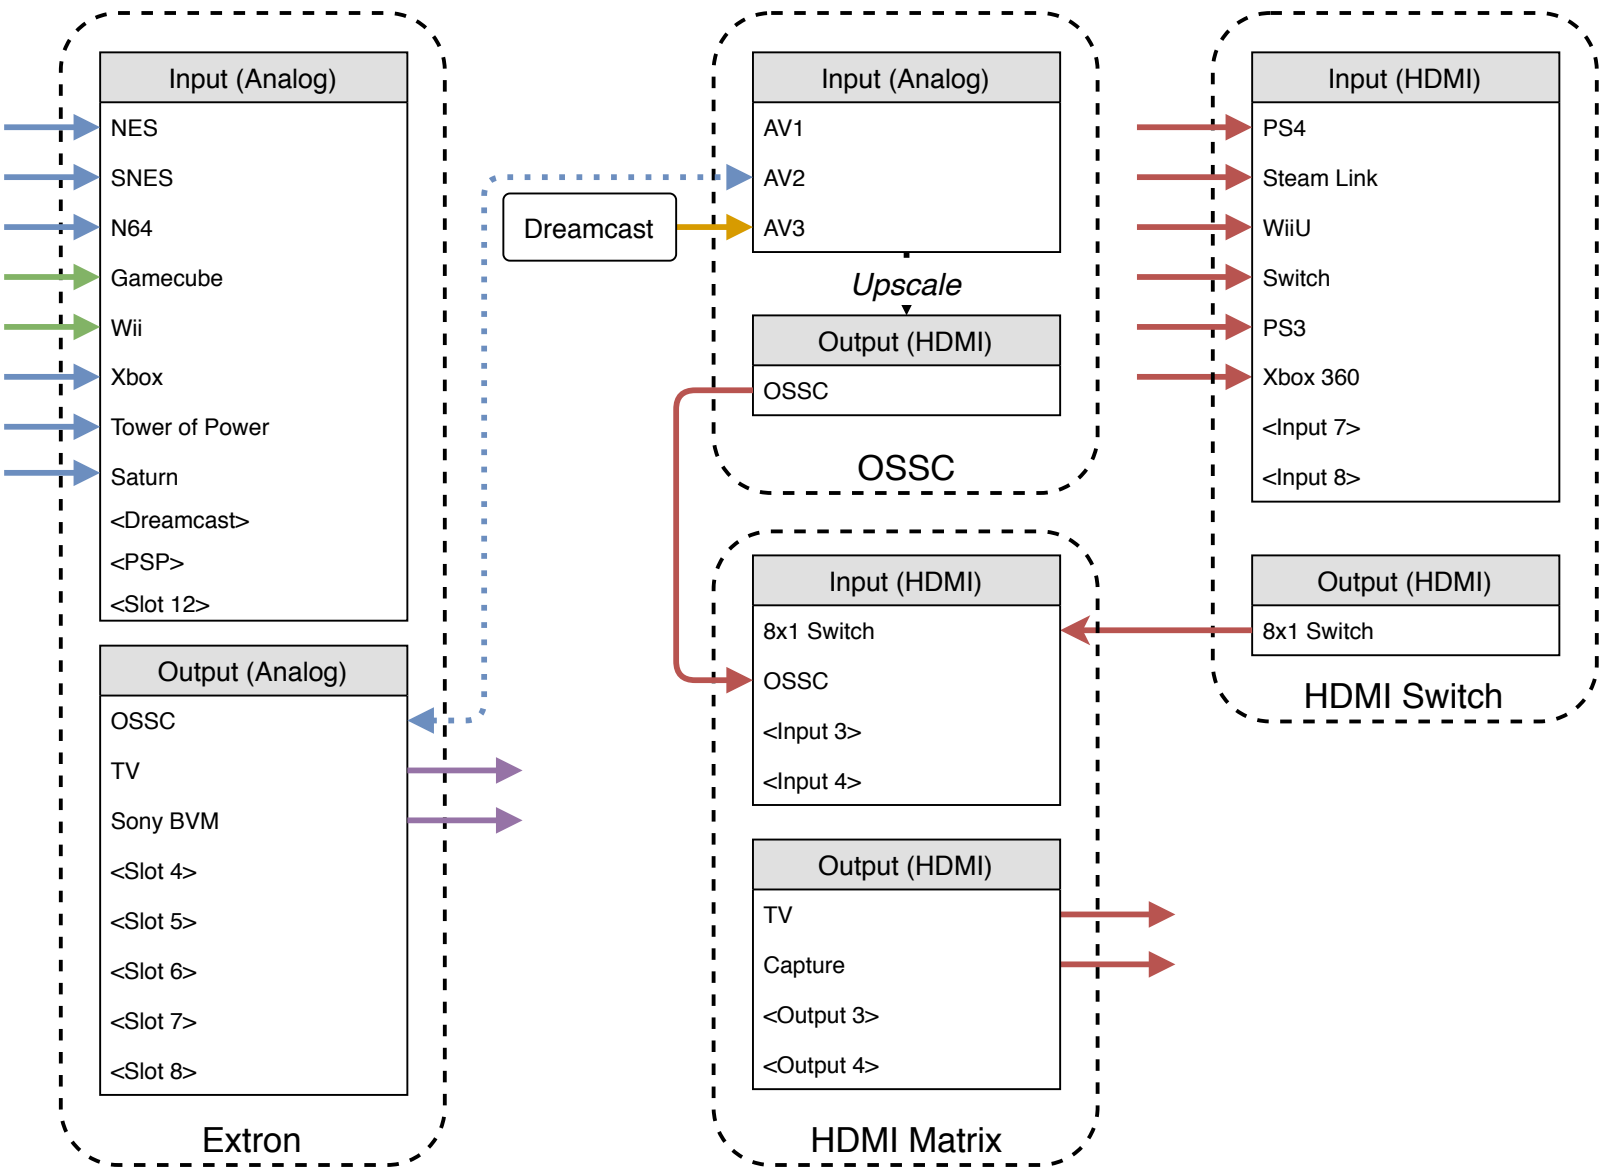 Input (Analog)
NES
SNES
N64
Gamecube
Wii
Xbox
Tower of Power
Saturn
<Dreamcast>
<PSP>
<Slot 12>
Output (Analog)
OSSC
TV
Sony BVM
<Slot 4>
<Slot 5>
<Slot 6>
<Slot 7>
<Slot 8>
Extron
Dreamcast
Input (Analog)
AV1
AV2
AV3
Upscale
Output (HDMI)
OSSC
OSSC
Input (HDMI)
8x1 Switch
OSSC
<Input 3>
<Input 4>
Output (HDMI)
TV
Capture
<Output 3>
<Output 4>
HDMI Matrix
Input (HDMI)
PS4
Steam Link
WiiU
Switch
PS3
Xbox 360
<Input 7>
<Input 8>
Output (HDMI)
8x1 Switch
HDMI Switch